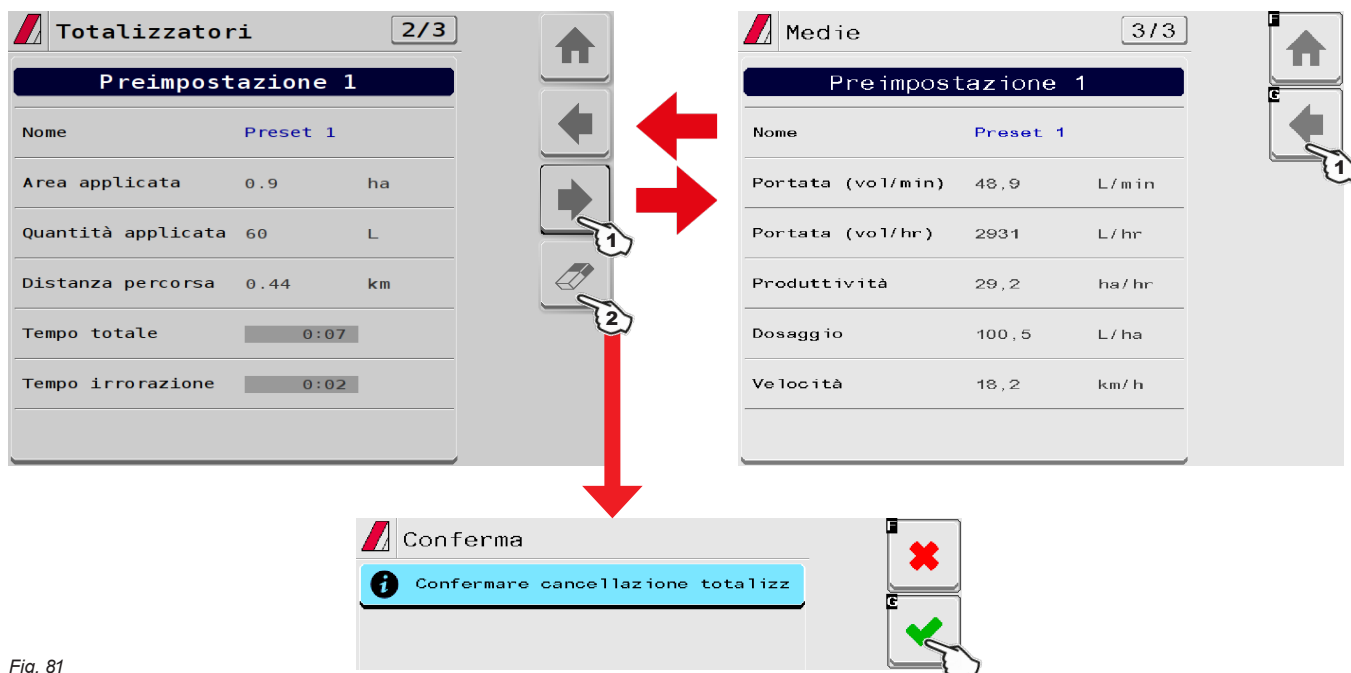 Totalizzatori 2/3
Preimpostazione 1
Nome Preset 1
Area applicata 0.9 ha
Quantità applicata 60 L
Distanza percorsa 0.44 km
Tempo totale 0:07
Tempo irrorazione 0:02
1
2
Medie 3/3
Preimpostazione 1
Nome Preset 1
Portata (vol/min) 48,9 L/min
Portata (vol/hr) 2931 L/hr
Produttività 29,2 ha/hr
Dosaggio 100,5 L/ha
Velocità 18,2 km/h
F
G
1
Conferma
Confermare cancellazione totalizz
F
G
Fig. 81